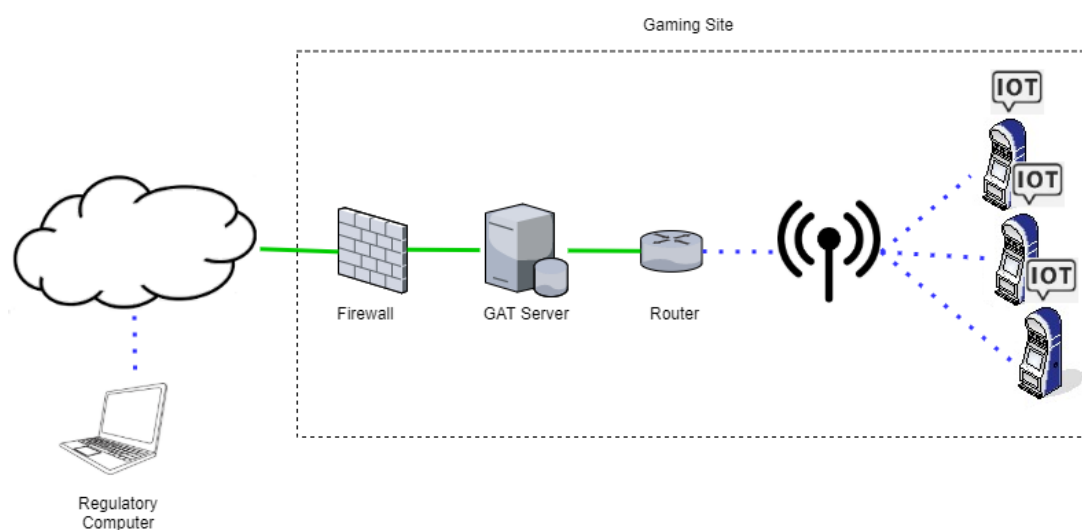 Gaming Site
IOT
IOT
IOT
Firewall
GAT Server
Router
Regulatory
Computer